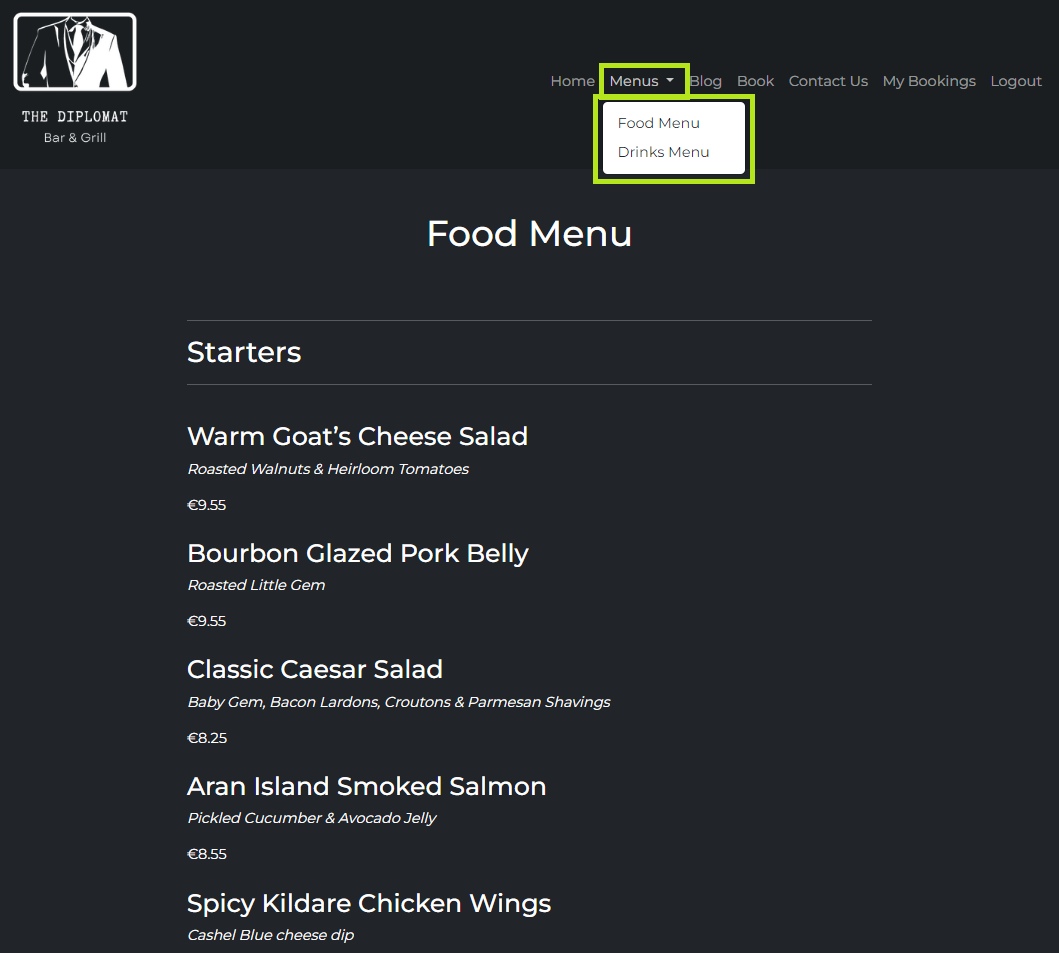 THE DIPLOMAT
Bar & Grill
Home Menus Blog Book Contact Us My Bookings Logout
Food Menu
Drinks Menu
Food Menu
Starters
Warm Goat’s Cheese Salad
Roasted Walnuts & Heirloom Tomatoes
€9.55
Bourbon Glazed Pork Belly
Roasted Little Gem
€9.55
Classic Caesar Salad
Baby Gem, Bacon Lardons, Croutons & Parmesan Shavings
€8.25
Aran Island Smoked Salmon
Pickled Cucumber & Avocado Jelly
€8.55
Spicy Kildare Chicken Wings
Cashel Blue cheese dip